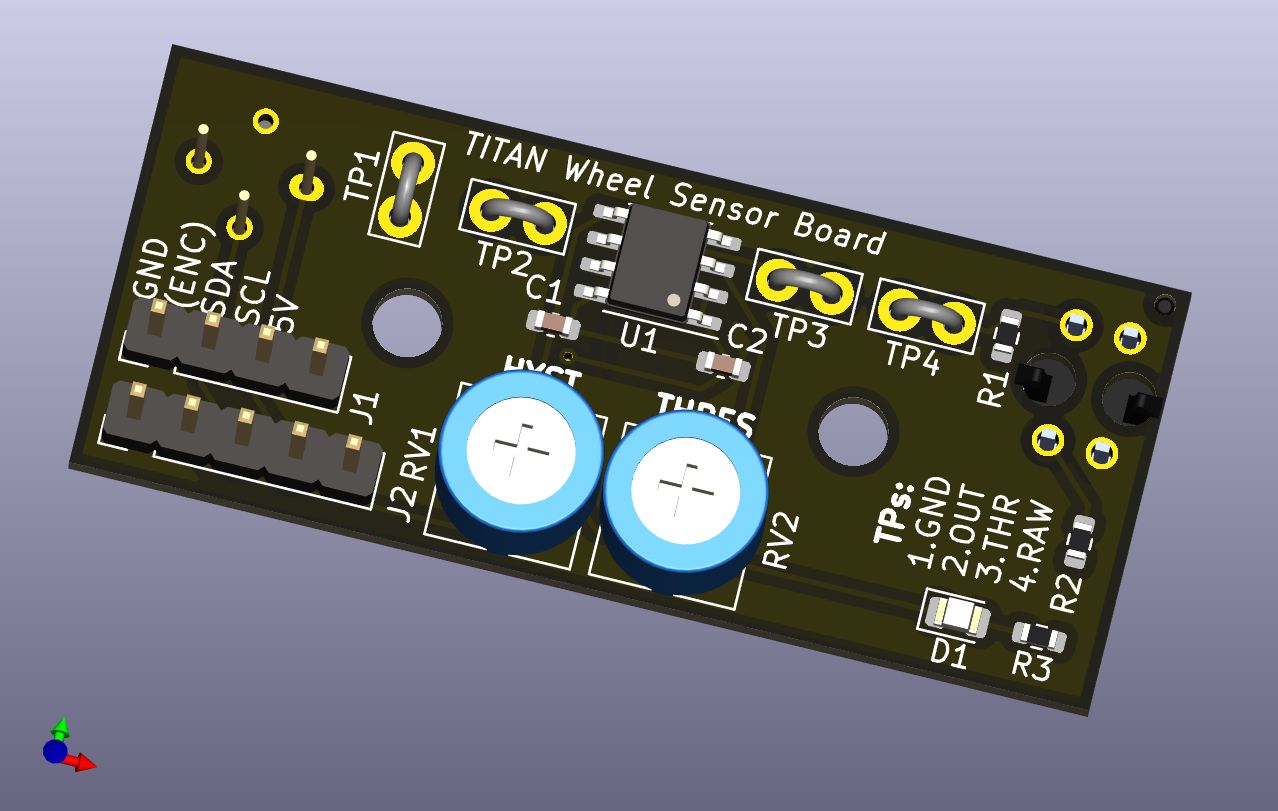 TITAN Wheel Sensor Board
TP1
TP2
C1
U1
C2
TP3
TP4
R1
GND
(ENC)
SDA
SCL
5V
J1
J2
RV1
HYST
THRES
RV2
TPs:
1.GND
2.OUT
3.THR
4.RAW
R2
D1
R3